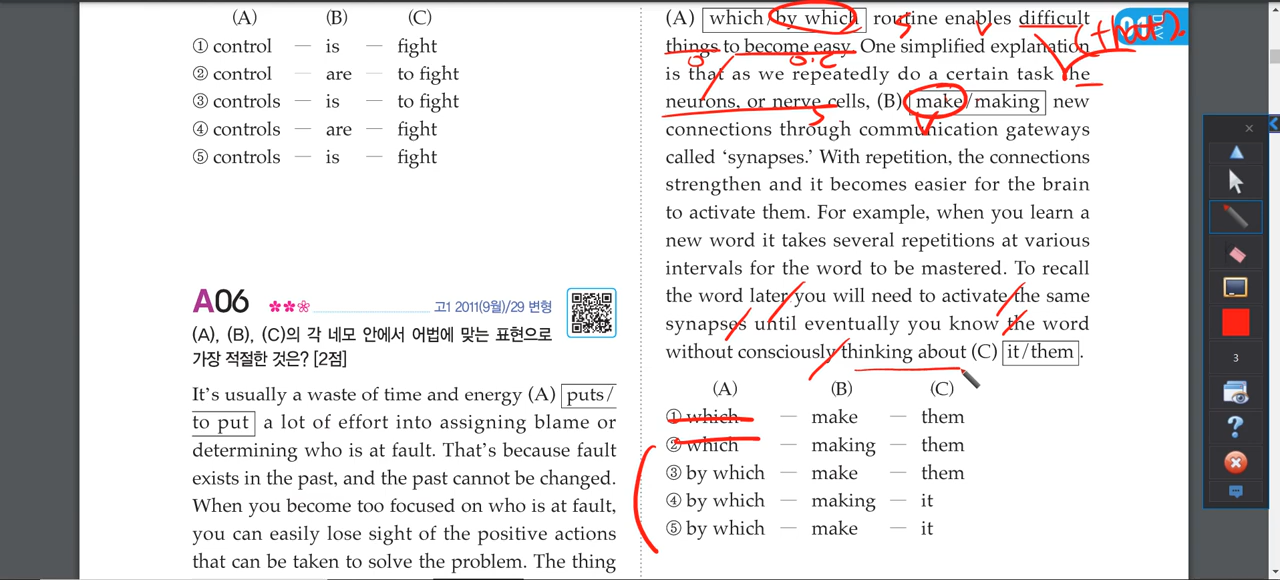 (A) (B) (C)
① control — is — fight
② control — are — to fight
③ controls — is — to fight
④ controls — are — fight
⑤ controls — is — fight
A06
고1 2011(9월)/29 변형
(A), (B), (C)의 각 네모 안에서 어법에 맞는 표현으로
가장 적절한 것은? [2점]
It's usually a waste of time and energy (A) puts/
to put a lot of effort into assigning blame or
determining who is at fault. That's because fault
exists in the past, and the past cannot be changed.
When you become too focused on who is at fault,
you can easily lose sight of the positive actions
that can be taken to solve the problem. The thing
(A) which/by which routine enables difficult
things to become easy. One simplified explanation
is that as we repeatedly do a certain task the
neurons, or nerve cells, (B) make/making new
connections through communication gateways
called ‘synapses.’ With repetition, the connections
strengthen and it becomes easier for the brain
to activate them. For example, when you learn a
new word it takes several repetitions at various
intervals for the word to be mastered. To recall
the word later you will need to activate the same
synapses until eventually you know the word
without consciously thinking about (C) it/them.
(A) (B) (C)
① which — make — them
② which — making — them
③ by which — make — them
④ by which — making — it
⑤ by which — make — it
S
V
(that).
O
O.C
S
V
01
DAY
3